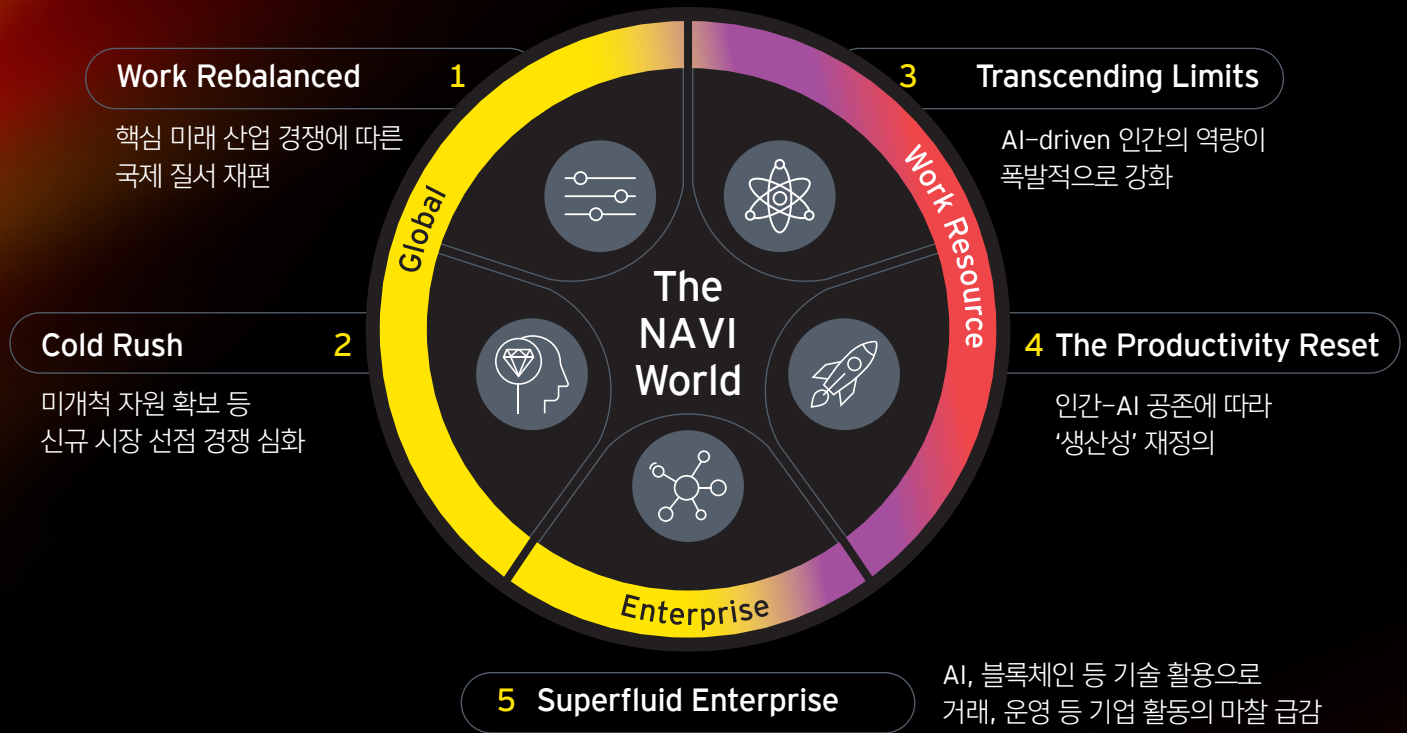 Work Rebalanced 1
핵심 미래 산업 경쟁에 따른
국제 질서 재편
Cold Rush 2
미개척 자원 확보 등
신규 시장 선점 경쟁 심화
3 Transcending Limits
AI-driven 인간의 역량이
폭발적으로 강화
4 The Productivity Reset
인간-AI 공존에 따라
‘생산성’ 재정의
Global
Work Resource
Enterprise
The
NAVI
World
5 Superfluid Enterprise
AI, 블록체인 등 기술 활용으로
거래, 운영 등 기업 활동의 마찰 급감